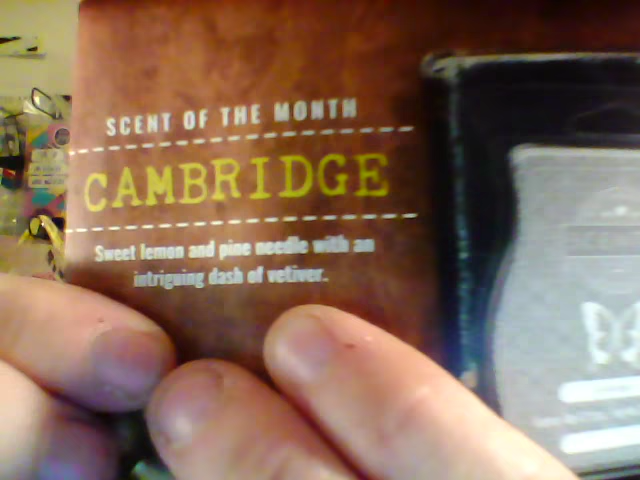 SCENT OF THE MONTH
CAMBRIDGE
Sweet lemon and pine needle with an
intriguing dash of vetiver.